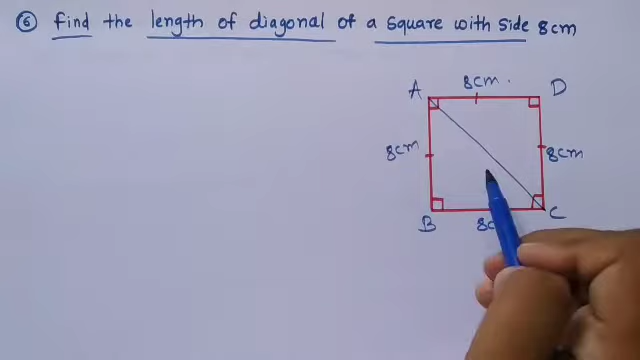 ⑥ Find the length of diagonal of a square with side 8cm
A 8cm D
8cm 8cm
B C